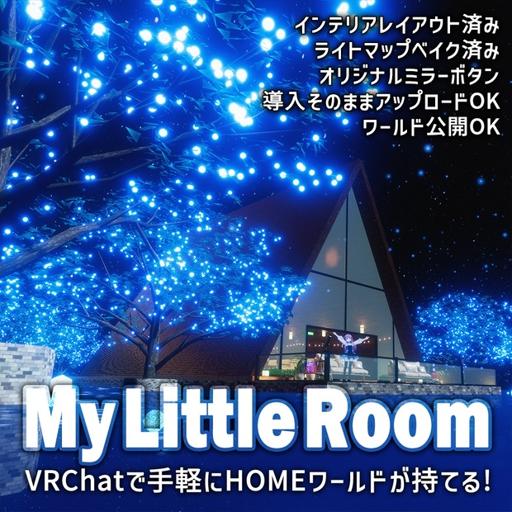 インテリアレイアウト済み
ライトマップベイク済み
オリジナルミラーボタン
導入そのままアップロードOK
ワールド公開OK
My Little Room
VRChatで手軽にHOMEワールドが持てる!